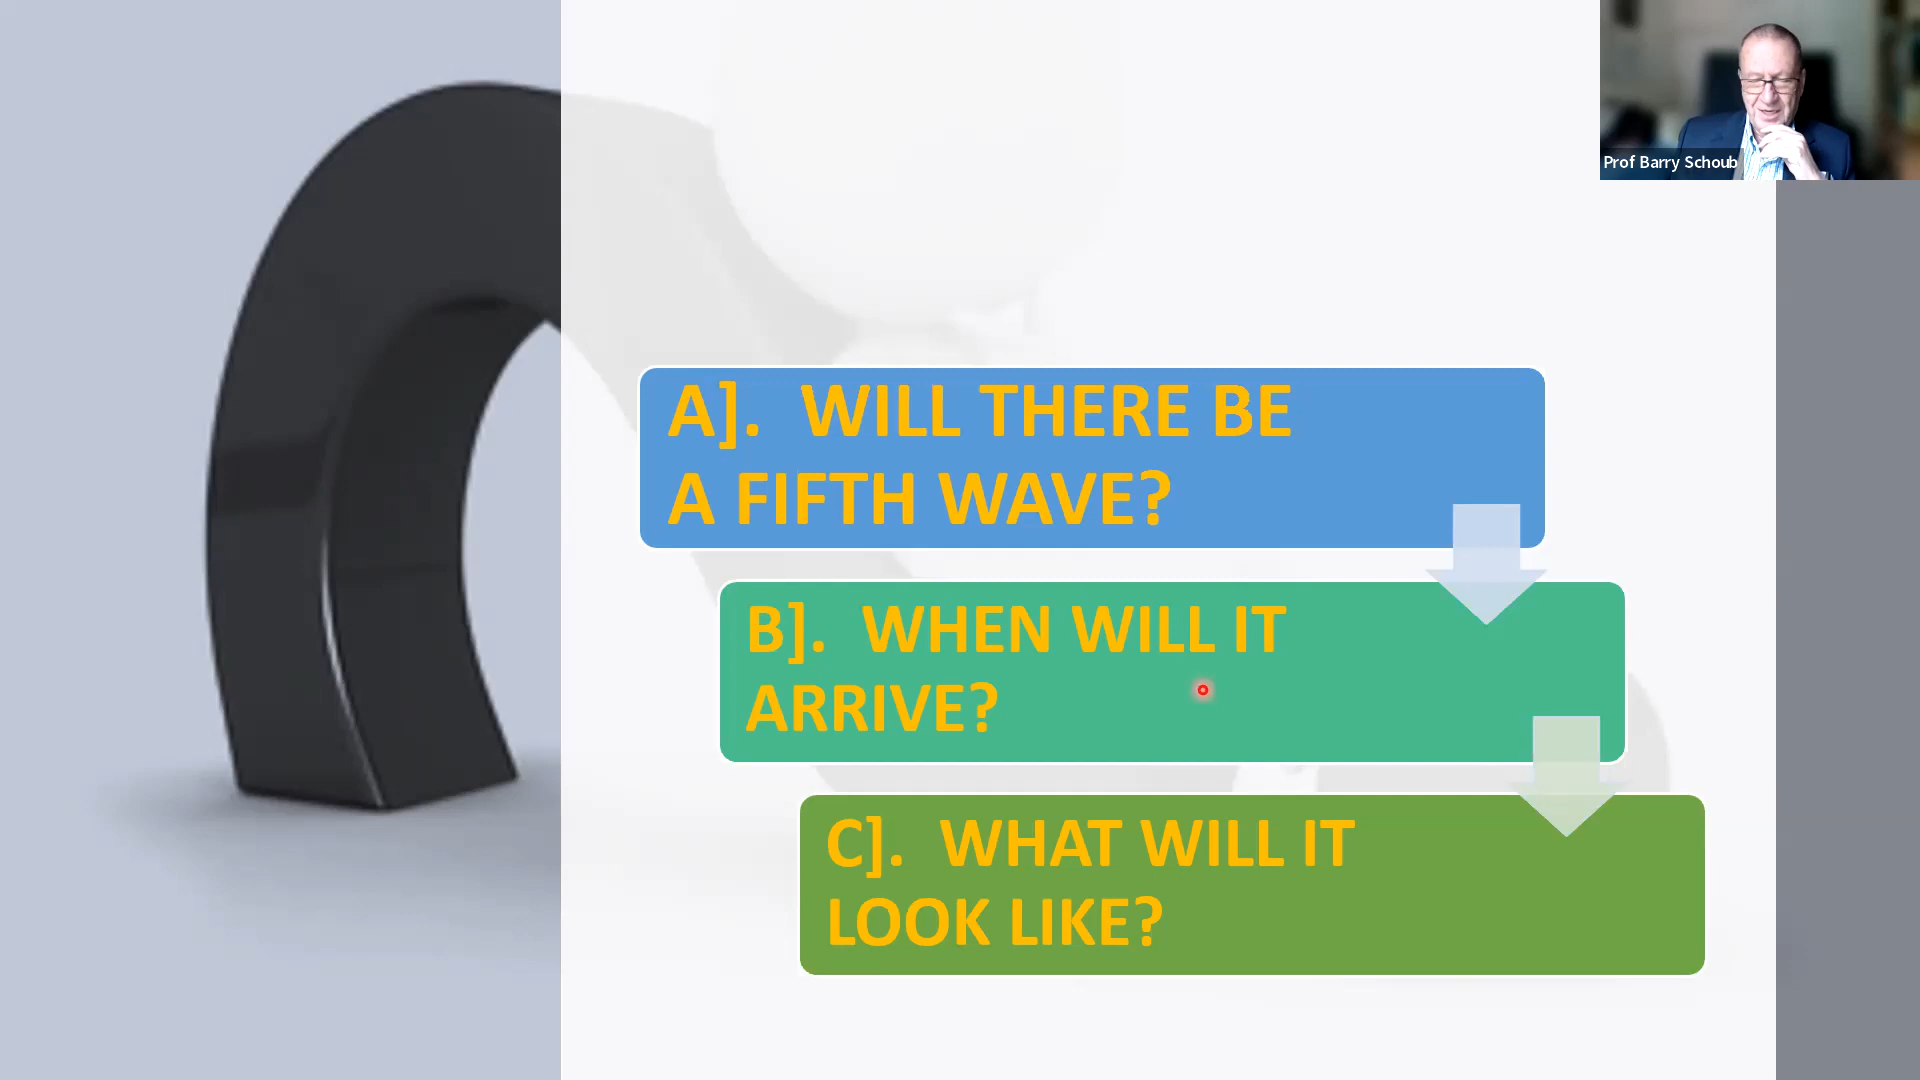 Prof Barry Schoub
A]. WILL THERE BE
A FIFTH WAVE?
B]. WHEN WILL IT
ARRIVE?
C]. WHAT WILL IT
LOOK LIKE?